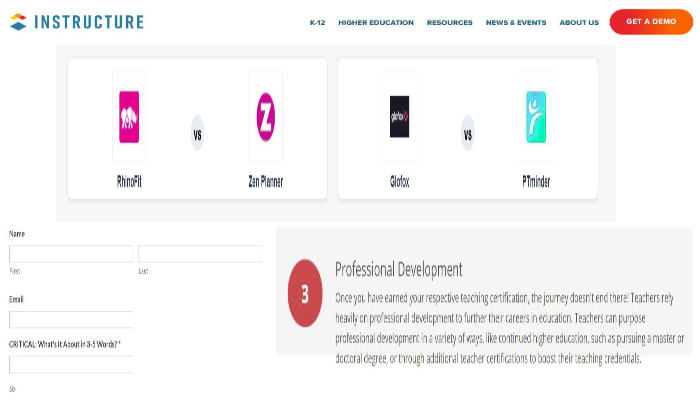 INSTRUCTURE
K-12 HIGHER EDUCATION RESOURCES NEWS & EVENTS ABOUT US GET A DEMO
RhinoFit vs Zen Planner
glofox
Glofox vs PTminder
Name
First Last
Email
CRITICAL: What's It About in 3-5 Words? *
50
3
Professional Development
Once you have earned your respective teaching certification, the journey doesn't end there! Teachers rely
heavily on professional development to further their careers in education. Teachers can purpose
professional development in a variety of ways, like continued higher education, such as pursuing a master or
doctoral degree, or through additional teacher certifications to boost their teaching credentials.